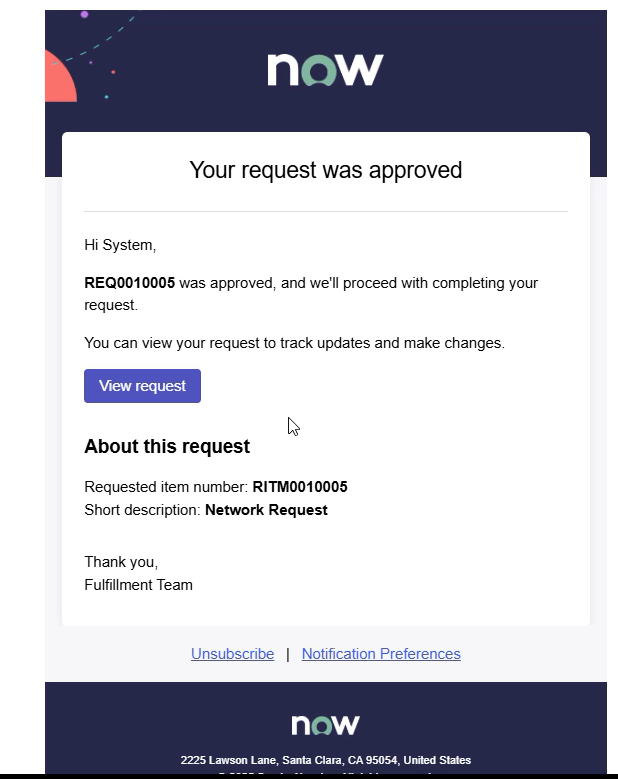 now
Your request was approved
Hi System,
REQ0010005 was approved, and we'll proceed with completing your
request.
You can view your request to track updates and make changes.
View request
About this request
Requested item number: RITM0010005
Short description: Network Request
Thank you,
Fulfillment Team
Unsubscribe | Notification Preferences
now
2225 Lawson Lane, Santa Clara, CA 95054, United States